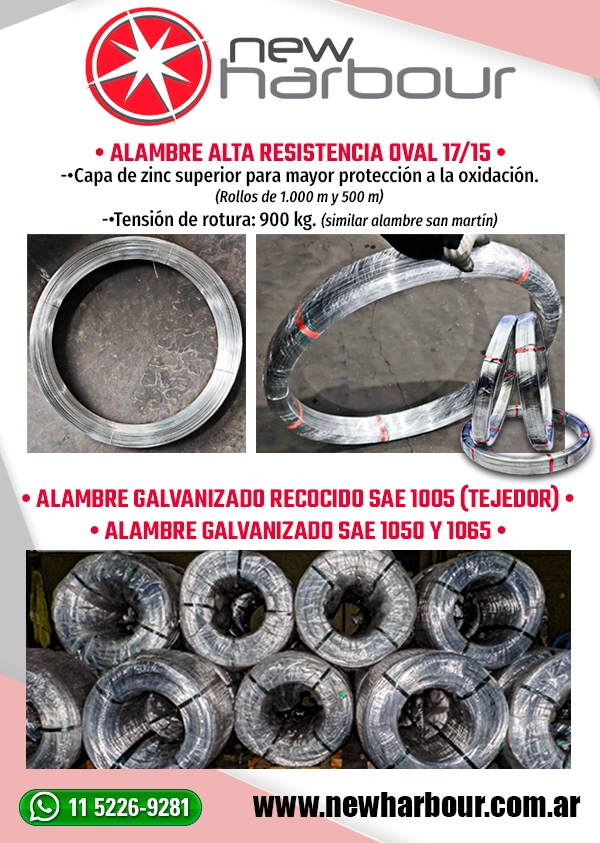 new
harbour
• ALAMBRE ALTA RESISTENCIA OVAL 17/15 •
-•Capa de zinc superior para mayor protección a la oxidación.
(Rollos de 1.000 m y 500 m)
-•Tensión de rotura: 900 kg. (similar alambre san martín)
• ALAMBRE GALVANIZADO RECOCIDO SAE 1005 (TEJEDOR) •
• ALAMBRE GALVANIZADO SAE 1050 Y 1065 •
11 5226-9281
www.newharbour.com.ar